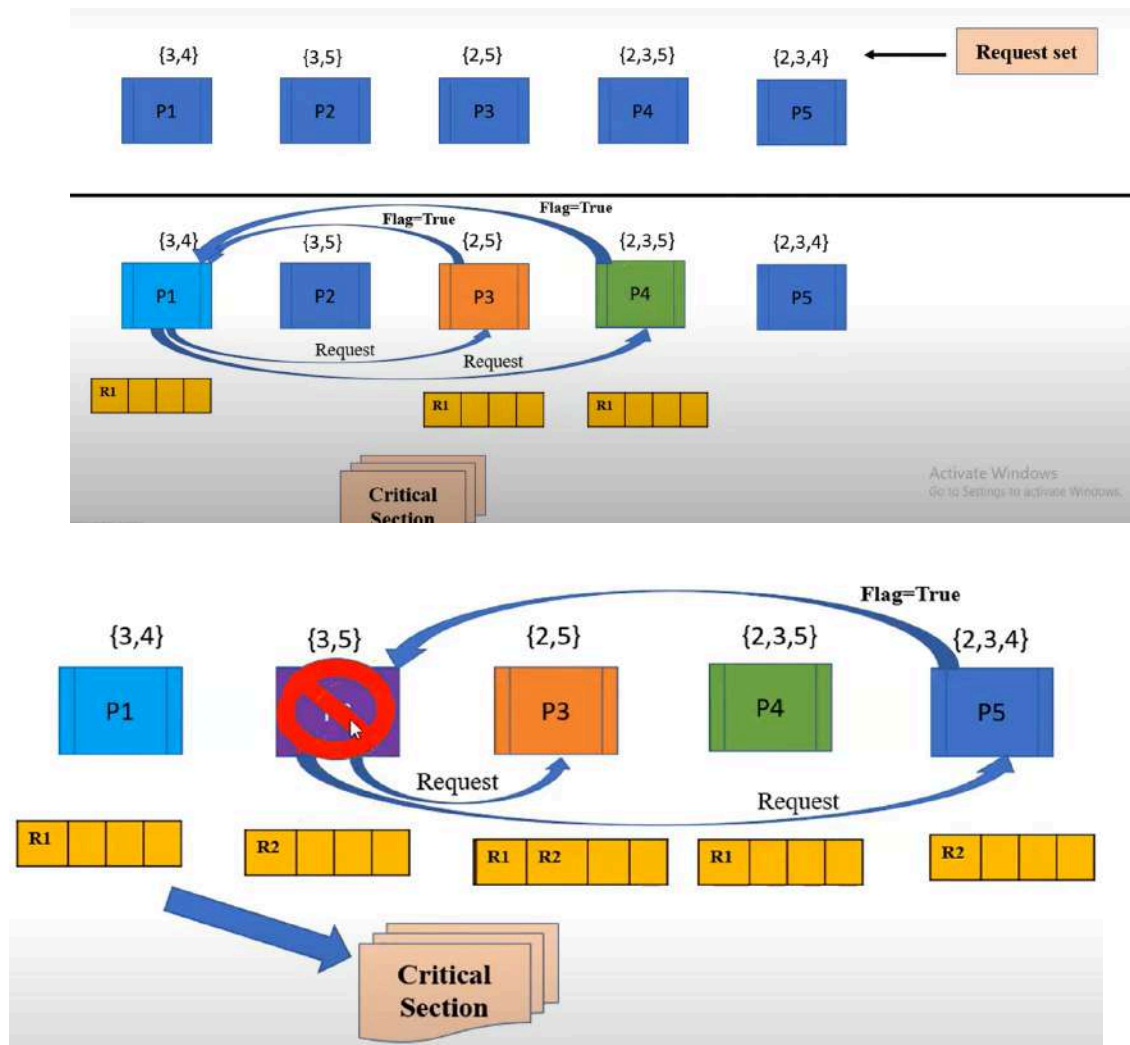 {3,4} {3,5} {2,5} {2,3,5} {2,3,4} Request set
P1 P2 P3 P4 P5
Flag=True Flag=True
{3,4} {3,5} {2,5} {2,3,5} {2,3,4}
P1 P2 P3 P4 P5
Request Request
R1 R1 R1
Activate Windows
Go to Settings to activate Windows.
Critical
Section
Flag=True
{3,4} {3,5} {2,5} {2,3,5} {2,3,4}
P1 P3 P4 P5
Request Request
R1 R2 R1 R2 R1 R2
Critical
Section